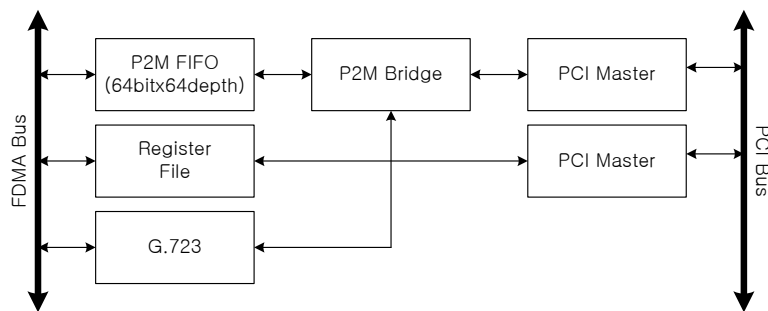 FDMA Bus
P2M FIFO
(64bitx64depth)
P2M Bridge
PCI Master
Register
File
PCI Master
G.723
PCI Bus